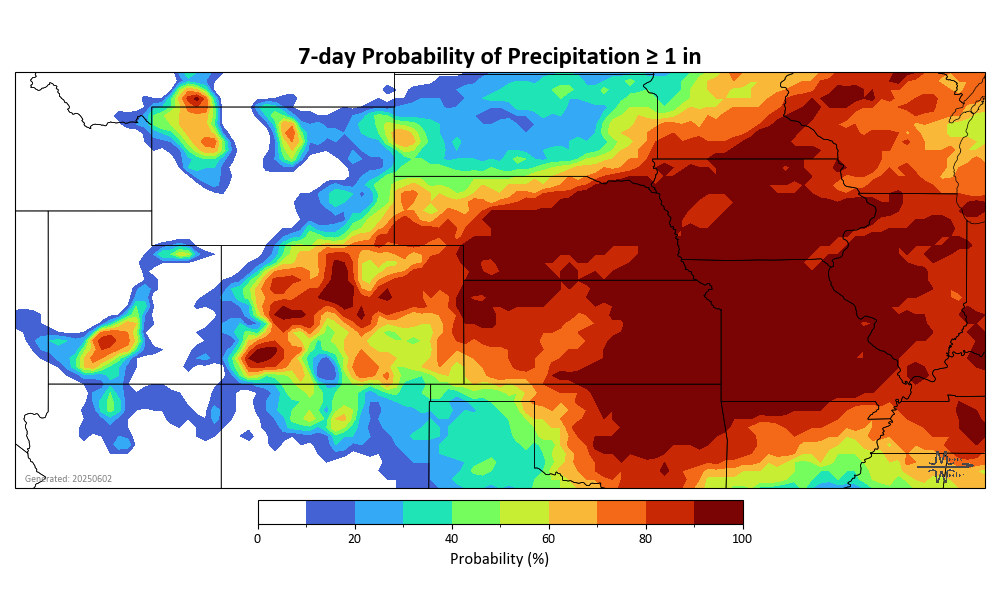 7-day Probability of Precipitation ≥ 1 in
Generated: 20250602
0 20 40 60 80 100
Probability (%)